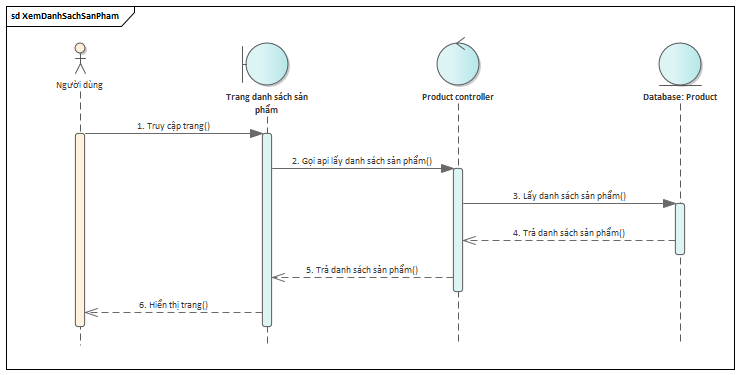 sd XemDanhSachSanPham
Người dùng
Trang danh sách sản
phẩm
Product controller
Database: Product
1. Truy cập trang()
2. Gọi api lấy danh sách sản phẩm()
3. Lấy danh sách sản phẩm()
4. Trả danh sách sản phẩm()
5. Trả danh sách sản phẩm()
6. Hiển thị trang()